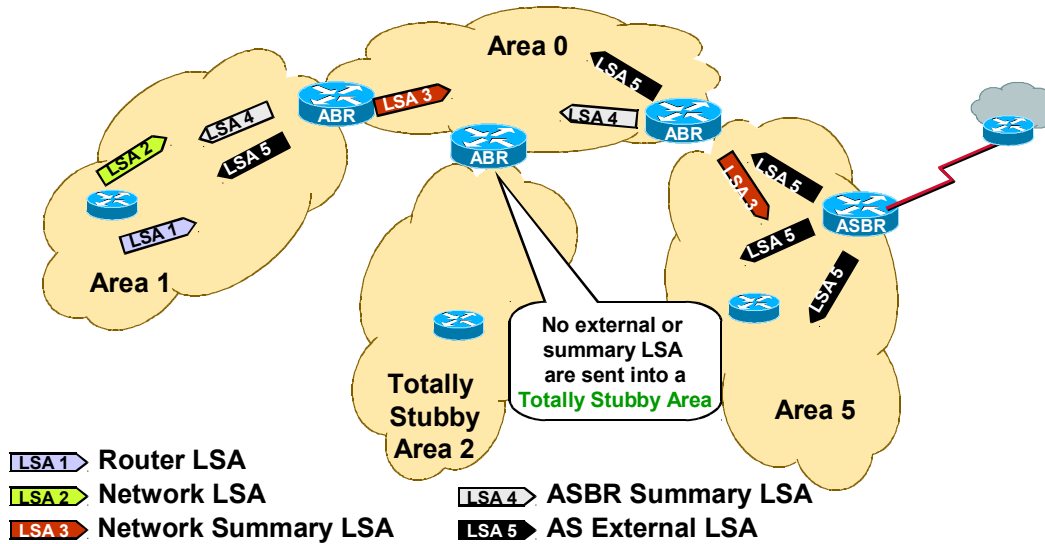 Area 0
LSA 5
LSA 4
ABR
LSA 3
ABR
LSA 4
LSA 5
LSA 2
ABR
LSA 3
LSA 5
LSA 5
LSA 5
ASBR
LSA 1
Area 1
No external or
summary LSA
are sent into a
Totally Stubby Area
Totally
Stubby
Area 2
Area 5
LSA 1 Router LSA
LSA 2 Network LSA
LSA 3 Network Summary LSA
LSA 4 ASBR Summary LSA
LSA 5 AS External LSA